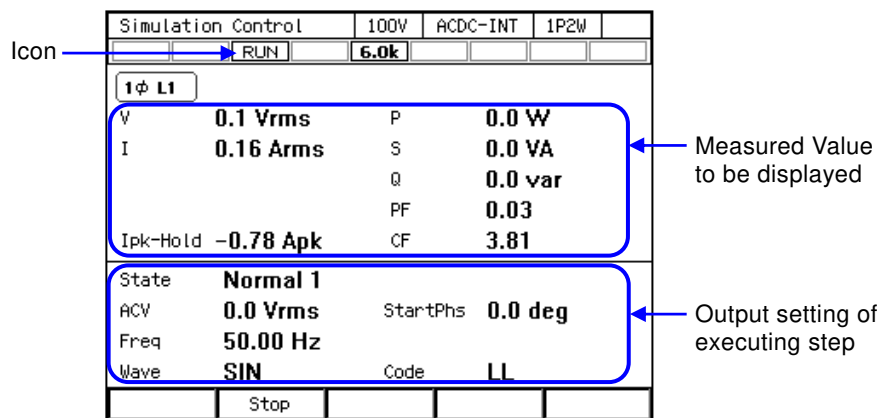 Simulation Control 100V ACDC-INT 1P2W
Icon RUN 6.0k
1ϕ L1
V 0.1 Vrms P 0.0 W
I 0.16 Arms S 0.0 VA
Q 0.0 var
PF 0.03
Ipk-Hold -0.78 Apk CF 3.81
Measured Value
to be displayed
State Normal 1
ACV 0.0 Vrms StartPhs 0.0 deg
Freq 50.00 Hz
Wave SIN Code LL
Output setting of
executing step
Stop